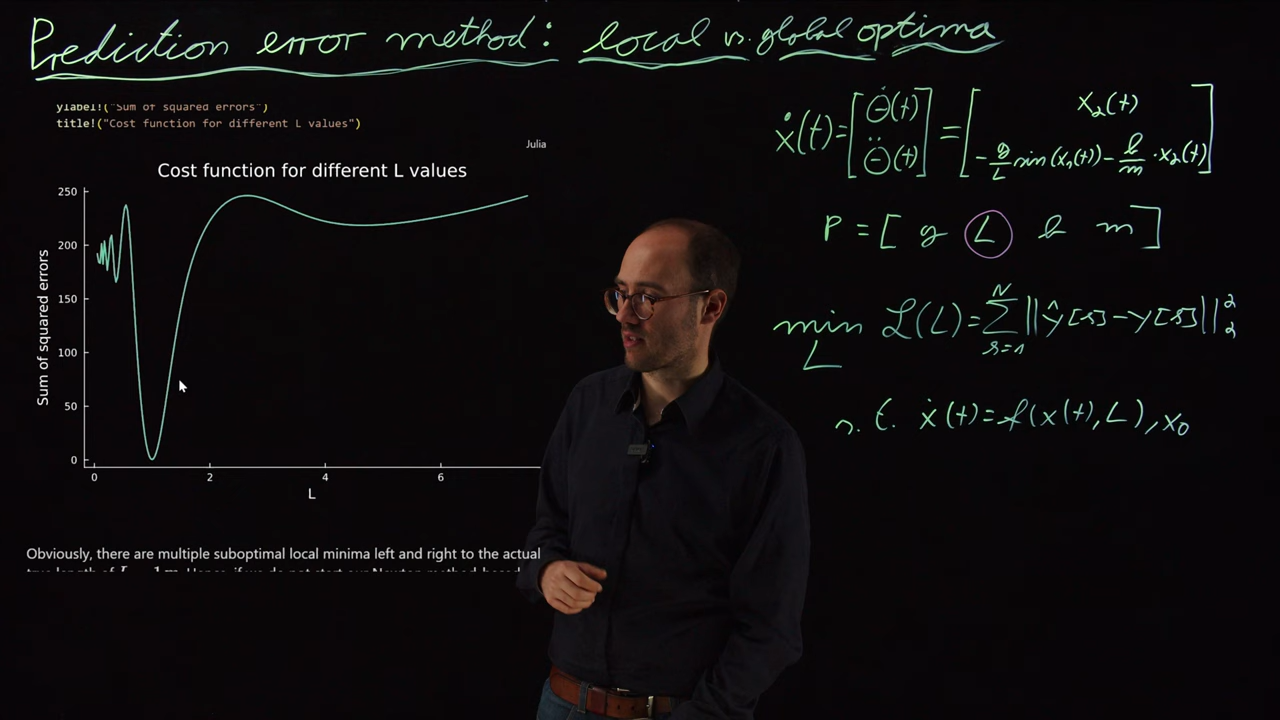 Prediction error method: local vs. global optima
ylabel!("Sum of squared errors")
title!("Cost function for different L values")
Julia
Cost function for different L values
250
200
150
100
50
0
Sum of squared errors
0 2 4 6
L
Obviously, there are multiple suboptimal local minima left and right to the actual
ẋ(t)=[θ̇(t) θ̈(t)]=[x₂(t) -g/L sin(x₁(t))-b/m·x₂(t)]
P=[g L b m]
min_L ℒ(L)=∑_{k=1}^N ||ŷ[k]-y[k]||₂²
s.t. ẋ(t)=f(x(t),L),x₀